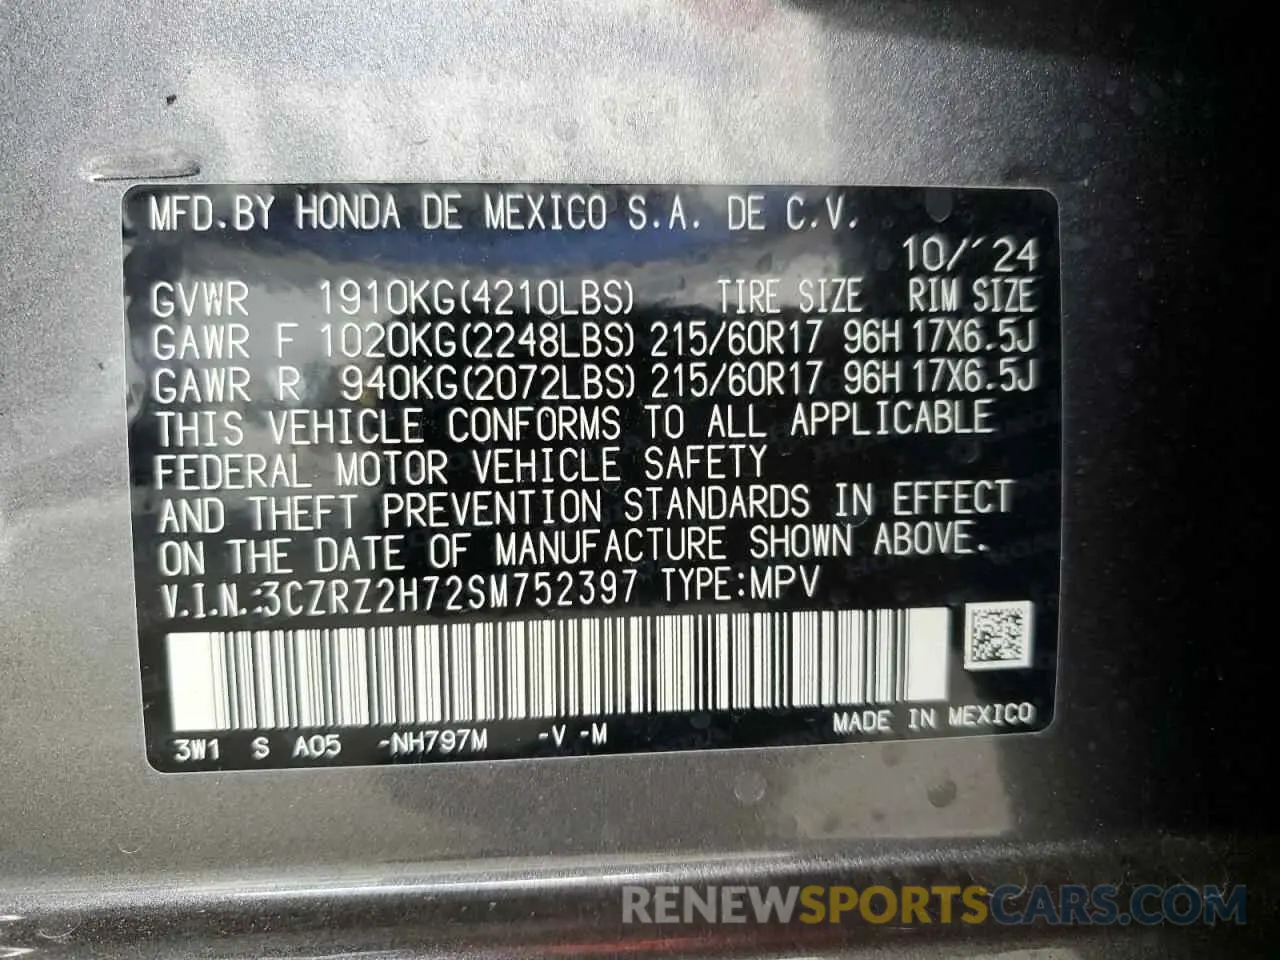 MFD.BY HONDA DE MEXICO S.A. DE C.V.
10/´24
GVWR 1910KG(4210LBS) TIRE SIZE RIM SIZE
GAWR F 1020KG(2248LBS) 215/60R17 96H 17X6.5J
GAWR R 940KG(2072LBS) 215/60R17 96H 17X6.5J
THIS VEHICLE CONFORMS TO ALL APPLICABLE
FEDERAL MOTOR VEHICLE SAFETY
AND THEFT PREVENTION STANDARDS IN EFFECT
ON THE DATE OF MANUFACTURE SHOWN ABOVE.
V.I.N.:3CZRZ2H72SM752397 TYPE:MPV
MADE IN MEXICO
3W1 S A05 -NH797M -V -M
RENEWSPORTSCARS.COM